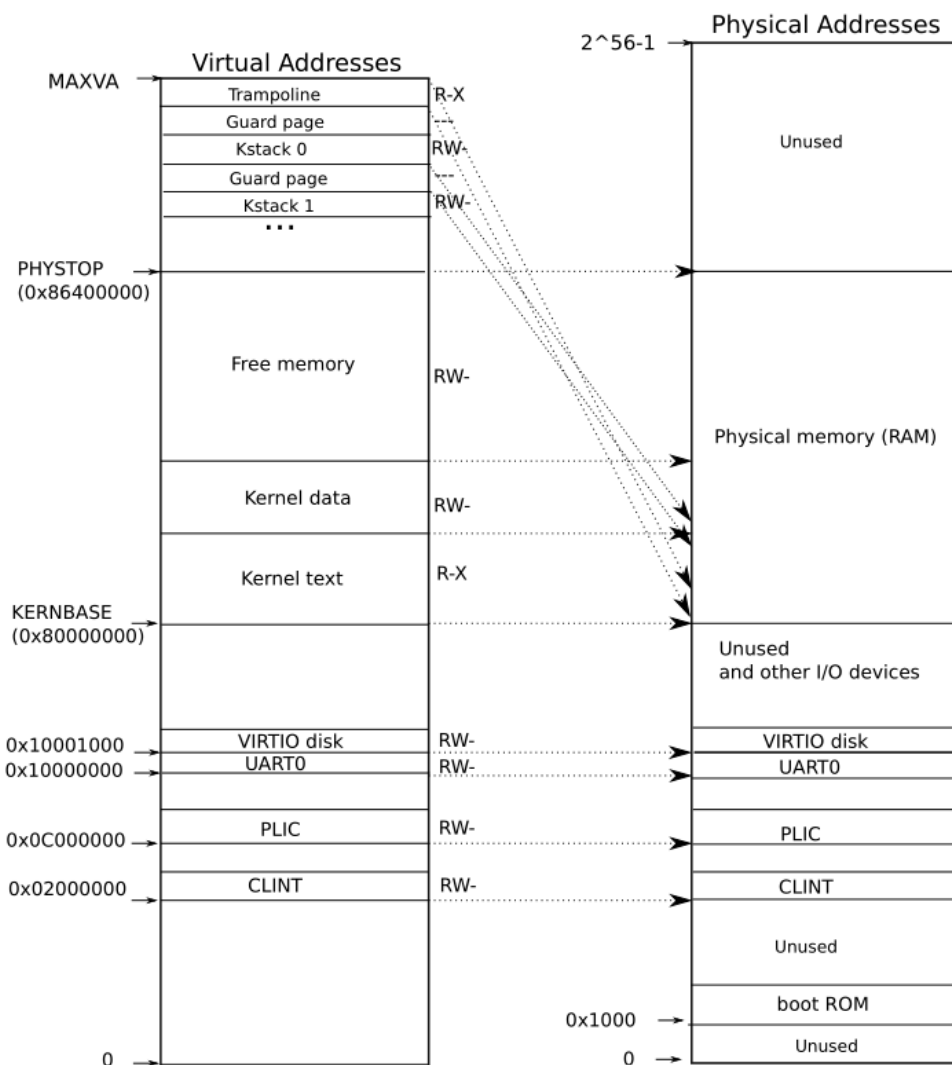 Physical Addresses
2^56-1
Virtual Addresses
MAXVA
Trampoline
R-X
Guard page
---
Unused
Kstack 0
RW-
Guard page
---
Kstack 1
RW-
...
PHYSTOP
(0x86400000)
Free memory
RW-
Physical memory (RAM)
Kernel data
RW-
Kernel text
R-X
KERNBASE
(0x80000000)
Unused
and other I/O devices
0x10001000
VIRTIO disk
RW-
VIRTIO disk
0x10000000
UART0
RW-
UART0
0x0C000000
PLIC
RW-
PLIC
0x02000000
CLINT
RW-
CLINT
Unused
boot ROM
0x1000
Unused
0
0